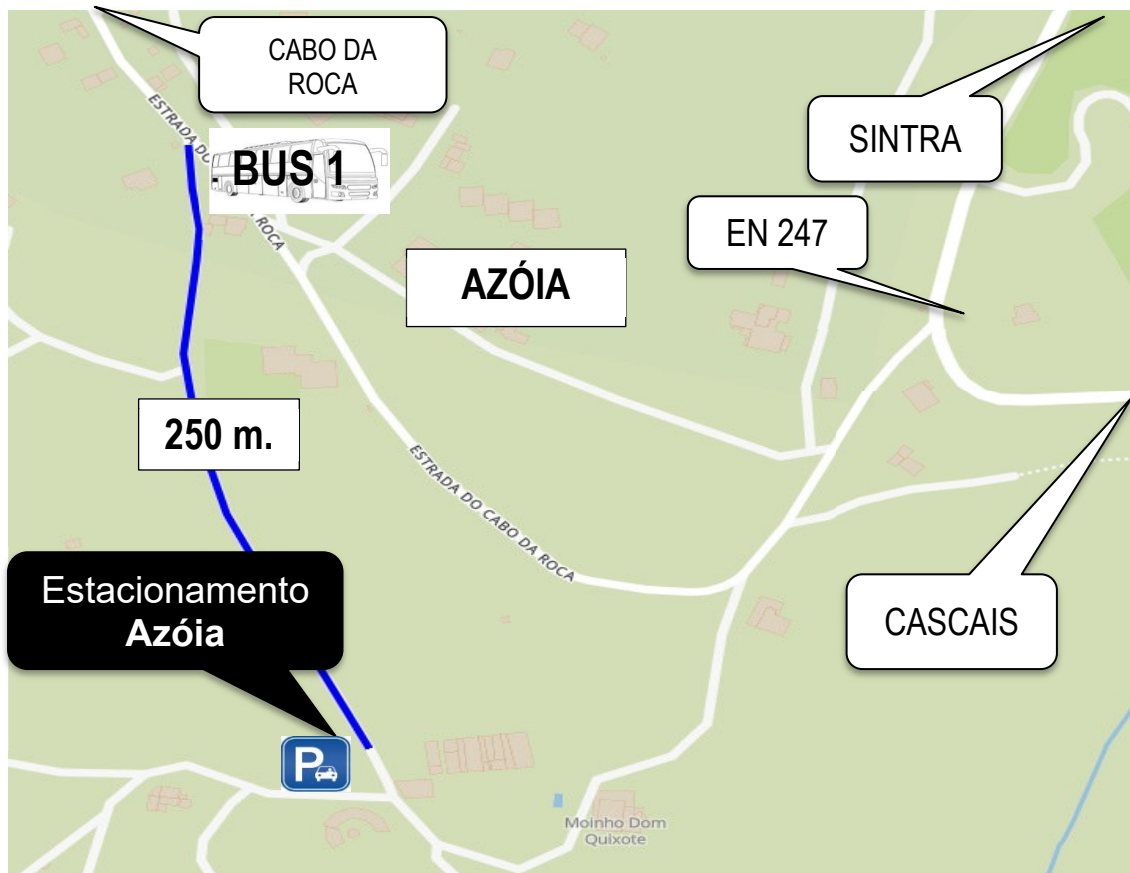 CABO DA
ROCA
SINTRA
ESTRADA DO
ROCA
BUS 1
EN 247
AZÓIA
250 m.
ESTRADA DO CABO DA ROCA
Estacionamento
Azóia
CASCAIS
P
Moinho Dom
Quixote